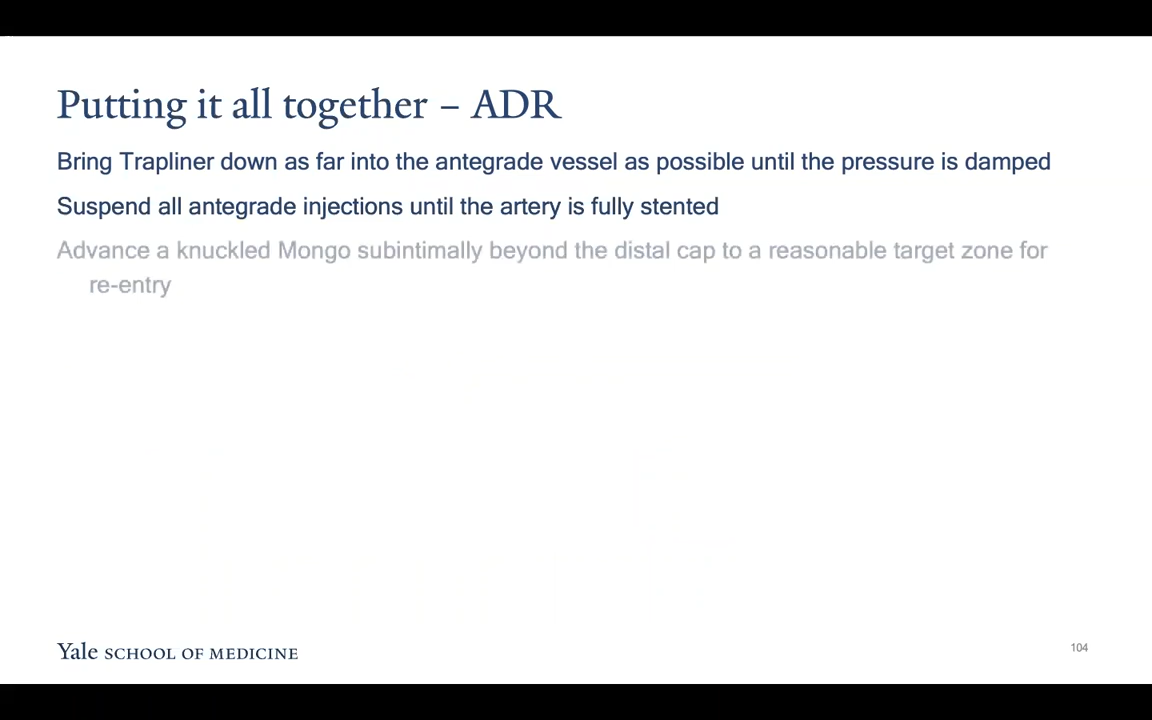 Putting it all together – ADR
Bring Trapliner down as far into the antegrade vessel as possible until the pressure is damped
Suspend all antegrade injections until the artery is fully stented
Advance a knuckled Mongo subintimally beyond the distal cap to a reasonable target zone for
re-entry
Yale SCHOOL OF MEDICINE
104